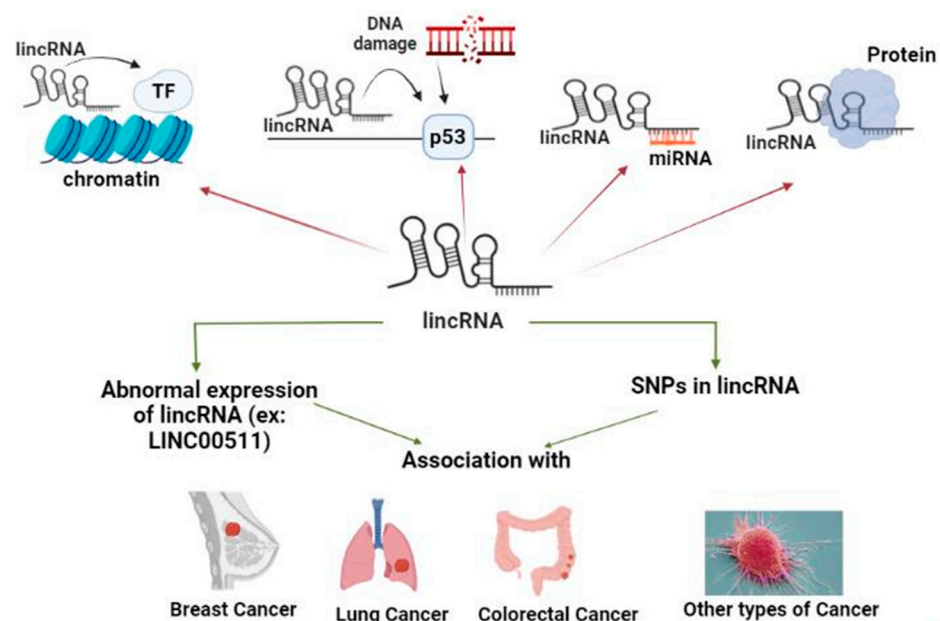 lincRNA
TF
chromatin
DNA
damage
lincRNA
p53
lincRNA
miRNA
Protein
lincRNA
lincRNA
Abnormal expression
of lincRNA (ex:
LINC00511)
SNPs in lincRNA
Association with
Breast Cancer
Lung Cancer
Colorectal Cancer
Other types of Cancer